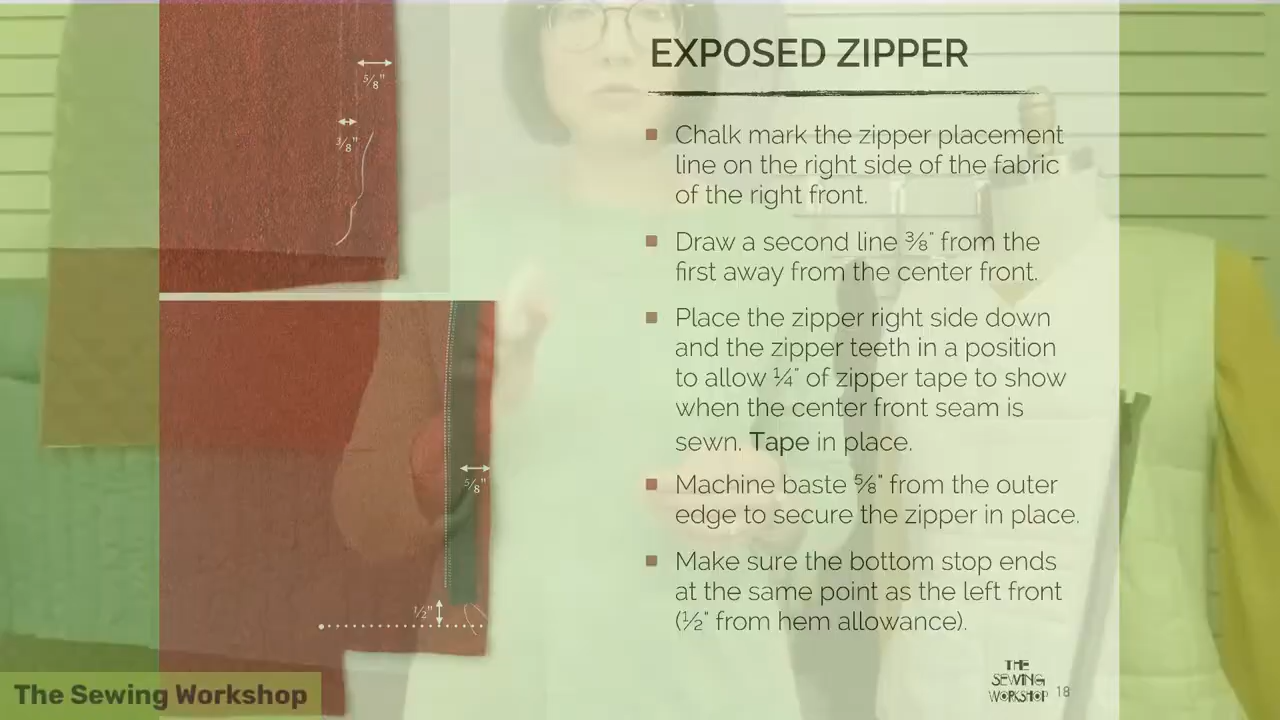 EXPOSED ZIPPER
5/8"
3/8"
Chalk mark the zipper placement
line on the right side of the fabric
of the right front.
Draw a second line ⅜" from the
first away from the center front.
Place the zipper right side down
and the zipper teeth in a position
to allow ¼" of zipper tape to show
when the center front seam is
sewn. Tape in place.
Machine baste ⅝" from the outer
edge to secure the zipper in place.
Make sure the bottom stop ends
at the same point as the left front
(½" from hem allowance).
5/8"
1/2"
The Sewing Workshop
THE
SEWING
WORKSHOP 18